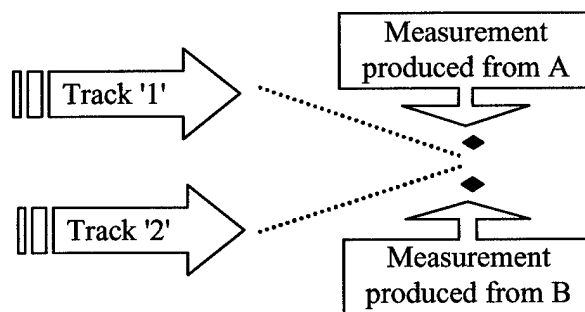 Measurement
produced from A
Track '1'
Track '2'
Measurement
produced from B